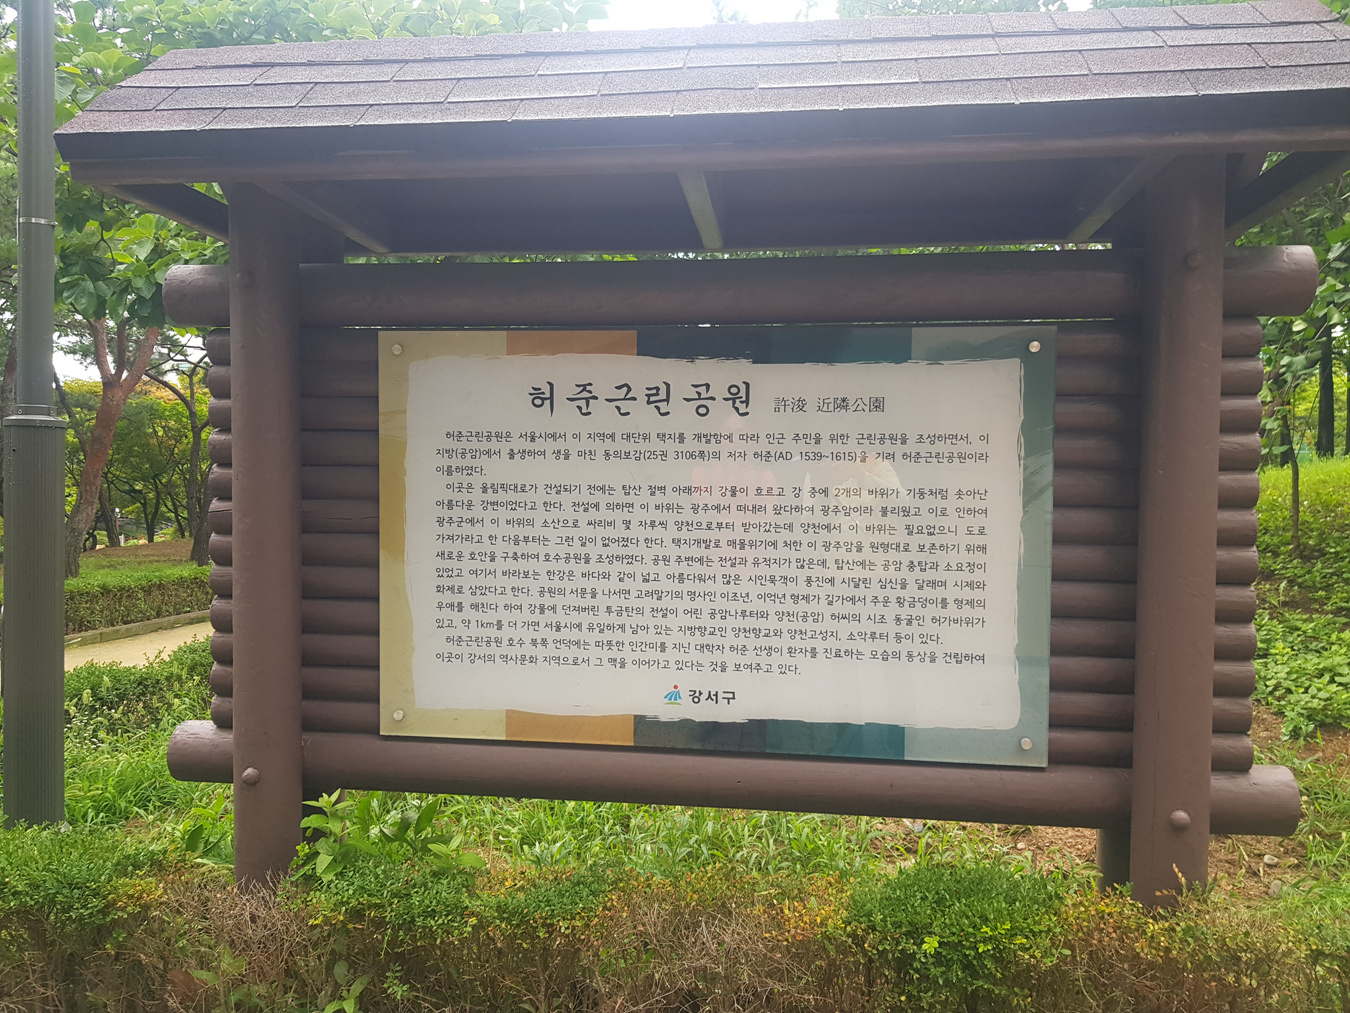 허준근린공원 許浚 近隣公園
허준근린공원은 서울시에서 이 지역에 대단위 택지를 개발함에 따라 인근 주민을 위한 근린공원을 조성하면서, 이
지방(공암)에서 출생하여 생을 마친 동의보감(25권 3106쪽)의 저자 허준(AD 1539~1615)을 기려 허준근린공원이라
이름하였다.
이곳은 올림픽대로가 건설되기 전에는 탑산 절벽 아래까지 강물이 흐르고 강 중에 2개의 바위가 기둥처럼 솟아난
아름다운 강변이었다고 한다. 전설에 의하면 이 바위는 광주에서 떠내려 왔다하여 광주암이라 불리웠고 이로 인하여
광주군에서 이 바위의 소산으로 싸리비 몇 자루씩 양천으로부터 받아갔는데 양천에서 이 바위는 필요없으니 도로
가져가라고 한 다음부터는 그런 일이 없어졌다 한다. 택지개발로 매몰위기에 처한 이 광주암을 원형대로 보존하기 위해
새로운 호안을 구축하여 호수공원을 조성하였다. 공원 주변에는 전설과 유적지가 많은데, 탑산에는 공암 충탑과 소요정이
있었고 여기서 바라보는 한강은 바다와 같이 넓고 아름다워서 많은 시인묵객이 풍진에 시달린 심신을 달래며 시제와
화제로 삼았다고 한다. 공원의 서문을 나서면 고려말기의 명사인 이조년, 이억년 형제가 길가에서 주운 황금덩이를 형제의
우애를 해친다 하여 강물에 던져버린 투금탄의 전설이 어린 공암나루터와 양천(공암) 허씨의 시조 동굴인 허가바위가
있고, 약 1km를 더 가면 서울시에 유일하게 남아 있는 지방향교인 양천향교와 양천고성지, 소악루터 등이 있다.
허준근린공원 호수 북쪽 언덕에는 따뜻한 인간미를 지닌 대학자 허준 선생이 환자를 진료하는 모습의 동상을 건립하여
이곳이 강서의 역사문화 지역으로서 그 맥을 이어가고 있다는 것을 보여주고 있다.
강서구